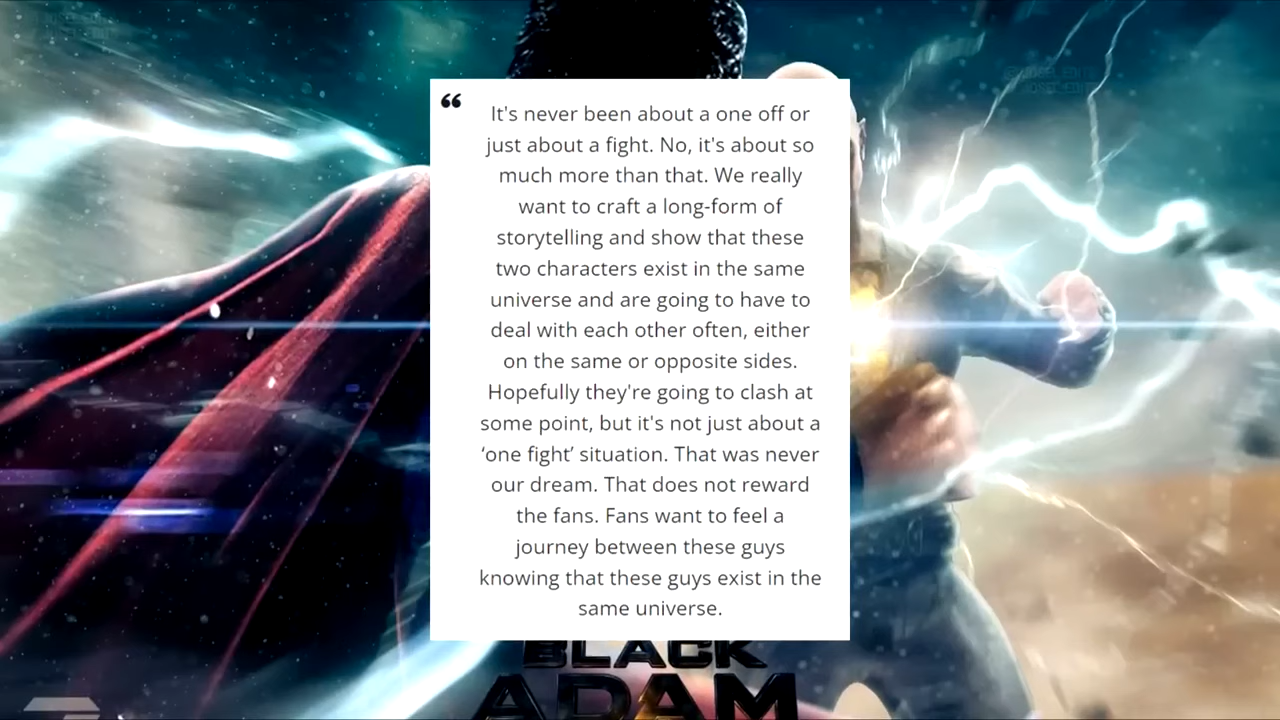 “
It's never been about a one off or
just about a fight. No, it's about so
much more than that. We really
want to craft a long-form of
storytelling and show that these
two characters exist in the same
universe and are going to have to
deal with each other often, either
on the same or opposite sides.
Hopefully they're going to clash at
some point, but it's not just about a
‘one fight’ situation. That was never
our dream. That does not reward
the fans. Fans want to feel a
journey between these guys
knowing that these guys exist in the
same universe.
BLACK
ADAM